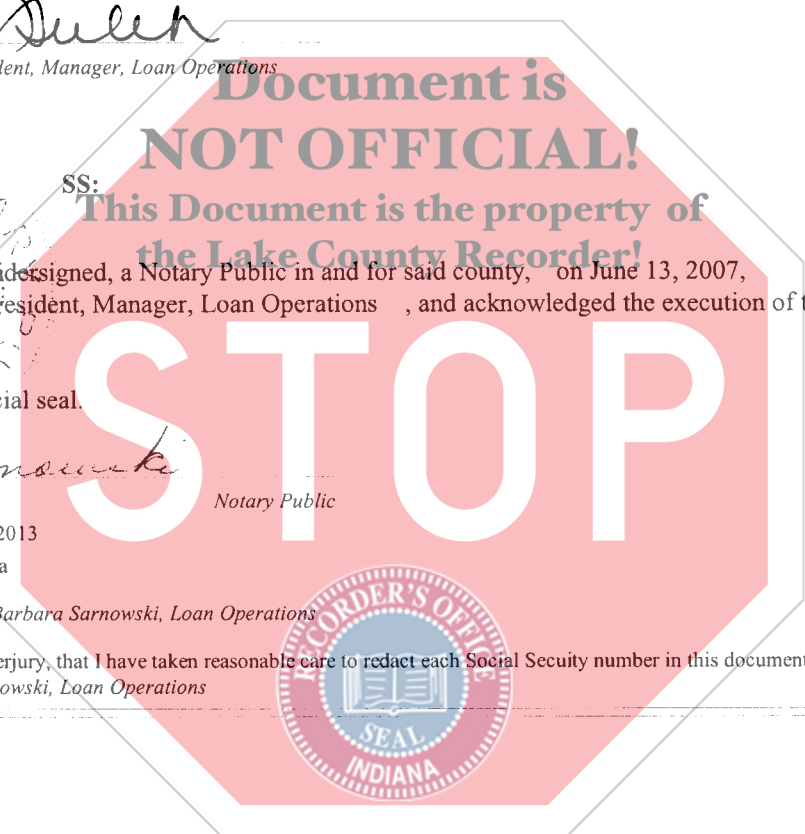 dent, Manager, Loan Operations
Document is
NOT OFFICIAL!
SS:
This Document is the property of
the Lake County Recorder!
dersigned, a Notary Public in and for said county, on June 13, 2007,
resident, Manager, Loan Operations , and acknowledged the execution of t
STOP
cial seal.
Notary Public
2013
a
Barbara Sarnowski, Loan Operations
erjury, that I have taken reasonable care to redact each Social Secuity number in this document
owski, Loan Operations
RECORDER'S OFFICE
SEAL
INDIANA